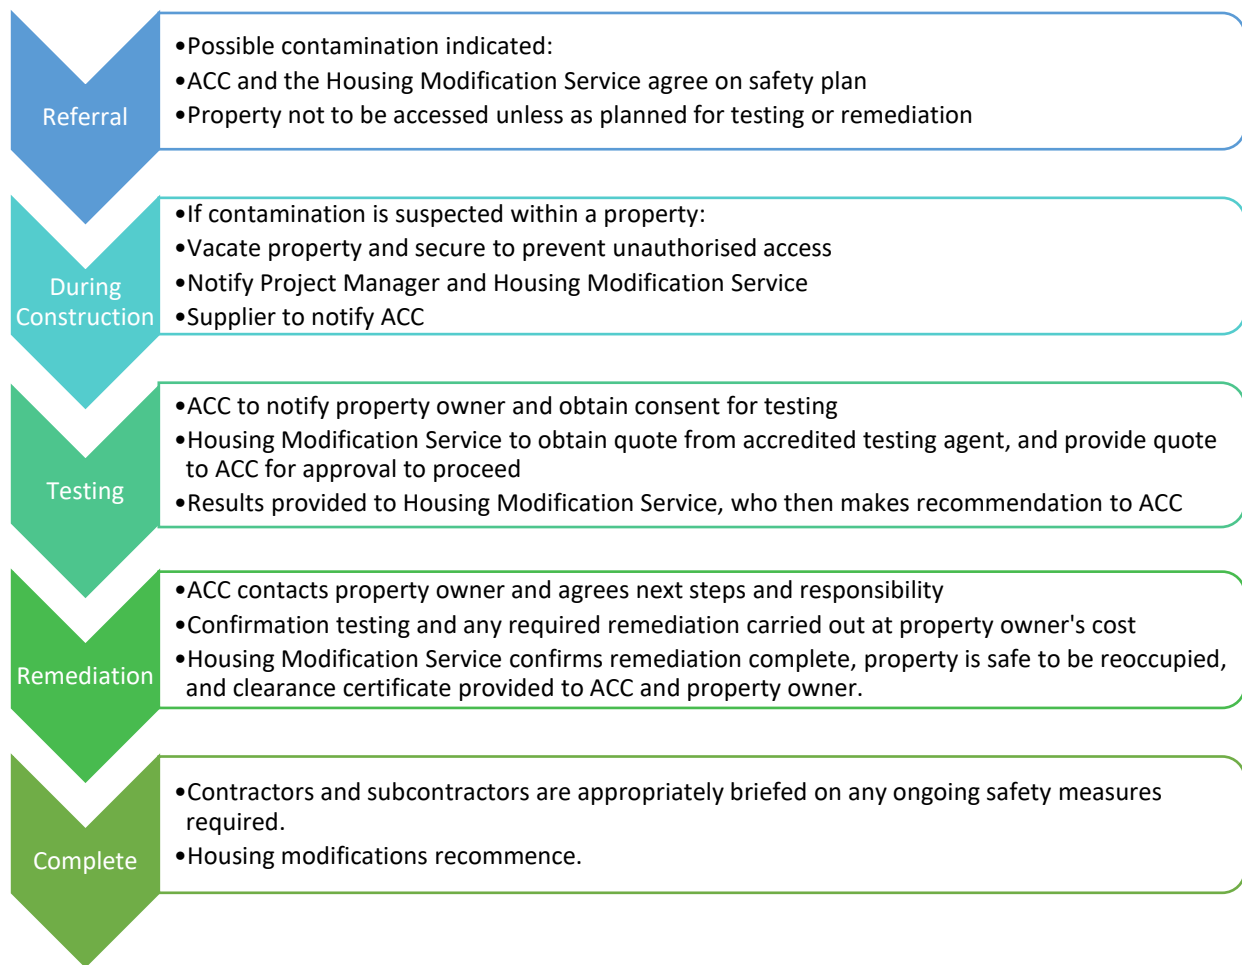 Referral
•Possible contamination indicated:
•ACC and the Housing Modification Service agree on safety plan
•Property not to be accessed unless as planned for testing or remediation
During
Construction
•If contamination is suspected within a property:
•Vacate property and secure to prevent unauthorised access
•Notify Project Manager and Housing Modification Service
•Supplier to notify ACC
Testing
•ACC to notify property owner and obtain consent for testing
•Housing Modification Service to obtain quote from accredited testing agent, and provide quote
to ACC for approval to proceed
•Results provided to Housing Modification Service, who then makes recommendation to ACC
Remediation
•ACC contacts property owner and agrees next steps and responsibility
•Confirmation testing and any required remediation carried out at property owner's cost
•Housing Modification Service confirms remediation complete, property is safe to be reoccupied,
and clearance certificate provided to ACC and property owner.
Complete
•Contractors and subcontractors are appropriately briefed on any ongoing safety measures
required.
•Housing modifications recommence.